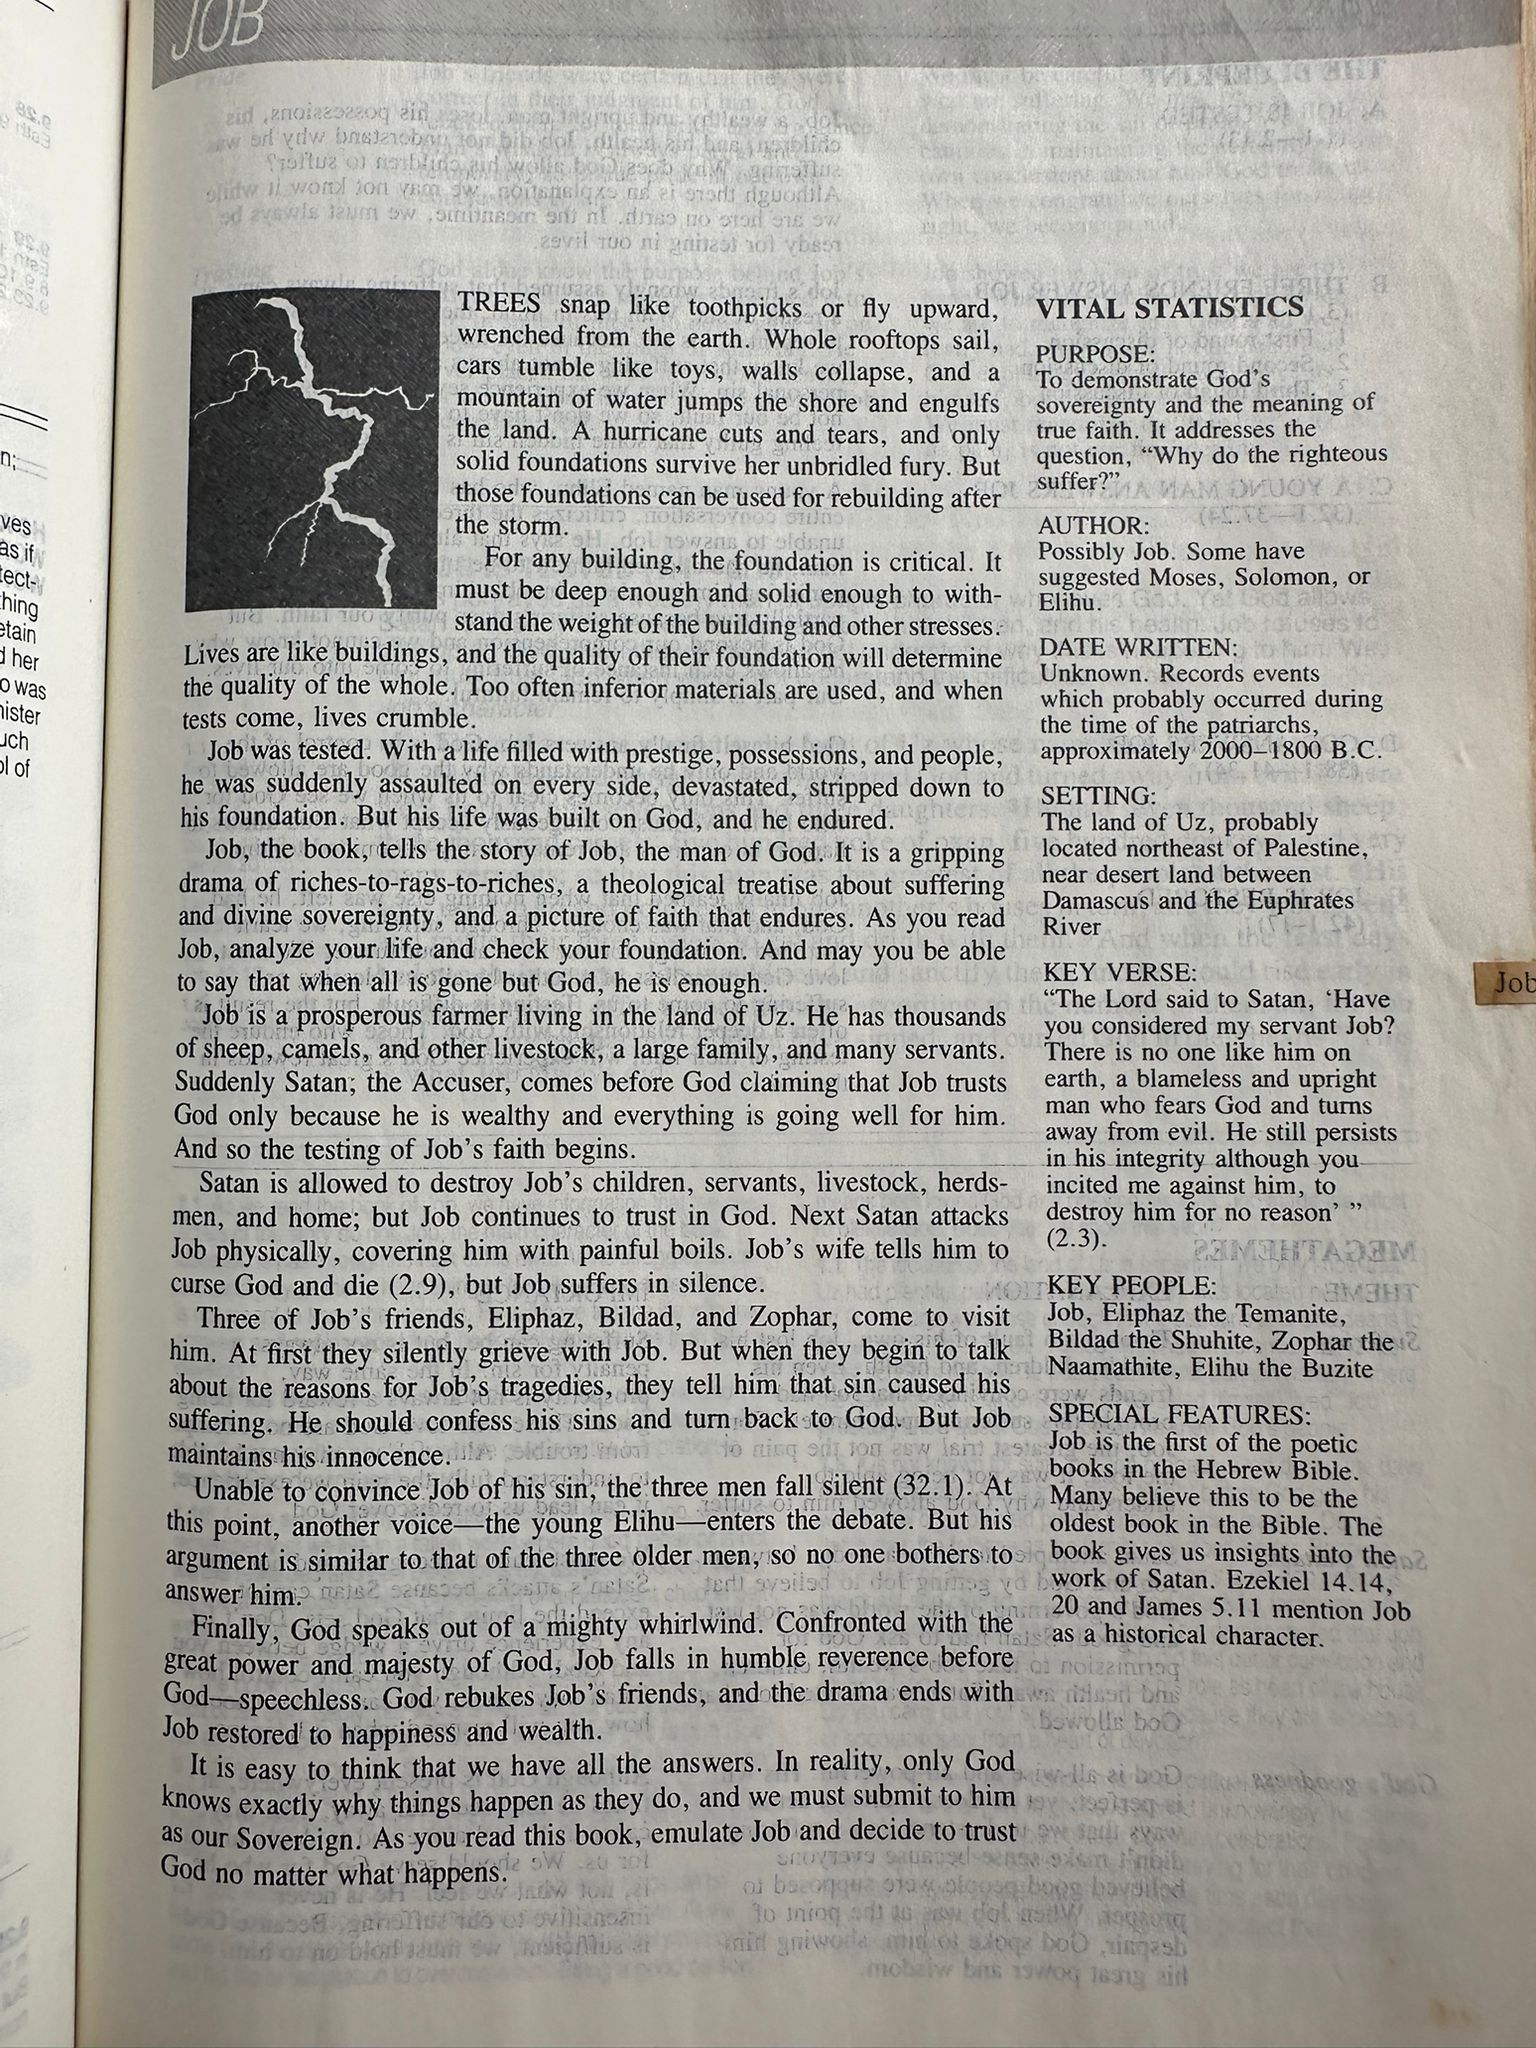 JOB
TREES snap like toothpicks or fly upward,
wrenched from the earth. Whole rooftops sail,
cars tumble like toys, walls collapse, and a
mountain of water jumps the shore and engulfs
the land. A hurricane cuts and tears, and only
solid foundations survive her unbridled fury. But
those foundations can be used for rebuilding after
the storm.
For any building, the foundation is critical. It
must be deep enough and solid enough to with-
stand the weight of the building and other stresses.
Lives are like buildings, and the quality of their foundation will determine
the quality of the whole. Too often inferior materials are used, and when
tests come, lives crumble.
Job was tested. With a life filled with prestige, possessions, and people,
he was suddenly assaulted on every side, devastated, stripped down to
his foundation. But his life was built on God, and he endured.
Job, the book, tells the story of Job, the man of God. It is a gripping
drama of riches-to-rags-to-riches, a theological treatise about suffering
and divine sovereignty, and a picture of faith that endures. As you read
Job, analyze your life and check your foundation. And may you be able
to say that when all is gone but God, he is enough.
Job is a prosperous farmer living in the land of Uz. He has thousands
of sheep, camels, and other livestock, a large family, and many servants.
Suddenly Satan; the Accuser, comes before God claiming that Job trusts
God only because he is wealthy and everything is going well for him.
And so the testing of Job's faith begins.
Satan is allowed to destroy Job's children, servants, livestock, herds-
men, and home; but Job continues to trust in God. Next Satan attacks
Job physically, covering him with painful boils. Job's wife tells him to
curse God and die (2.9), but Job suffers in silence.
Three of Job's friends, Eliphaz, Bildad, and Zophar, come to visit
him. At first they silently grieve with Job. But when they begin to talk
about the reasons for Job's tragedies, they tell him that sin caused his
suffering. He should confess his sins and turn back to God. But Job
maintains his innocence.
Unable to convince Job of his sin, the three men fall silent (32.1). At
this point, another voice—the young Elihu—enters the debate. But his
argument is similar to that of the three older men, so no one bothers to
answer him.
Finally, God speaks out of a mighty whirlwind. Confronted with the
great power and majesty of God, Job falls in humble reverence before
God—speechless. God rebukes Job's friends, and the drama ends with
Job restored to happiness and wealth.
It is easy to think that we have all the answers. In reality, only God
knows exactly why things happen as they do, and we must submit to him
as our Sovereign. As you read this book, emulate Job and decide to trust
God no matter what happens.
VITAL STATISTICS
PURPOSE:
To demonstrate God's
sovereignty and the meaning of
true faith. It addresses the
question, "Why do the righteous
suffer?"
AUTHOR:
Possibly Job. Some have
suggested Moses, Solomon, or
Elihu.
DATE WRITTEN:
Unknown. Records events
which probably occurred during
the time of the patriarchs,
approximately 2000–1800 B.C.
SETTING:
The land of Uz, probably
located northeast of Palestine,
near desert land between
Damascus and the Euphrates
River
KEY VERSE:
"The Lord said to Satan, 'Have
you considered my servant Job?
There is no one like him on
earth, a blameless and upright
man who fears God and turns
away from evil. He still persists
in his integrity although you
incited me against him, to
destroy him for no reason' "
(2.3).
KEY PEOPLE:
Job, Eliphaz the Temanite,
Bildad the Shuhite, Zophar the
Naamathite, Elihu the Buzite
SPECIAL FEATURES:
Job is the first of the poetic
books in the Hebrew Bible.
Many believe this to be the
oldest book in the Bible. The
book gives us insights into the
work of Satan. Ezekiel 14.14,
20 and James 5.11 mention Job
as a historical character.
Job